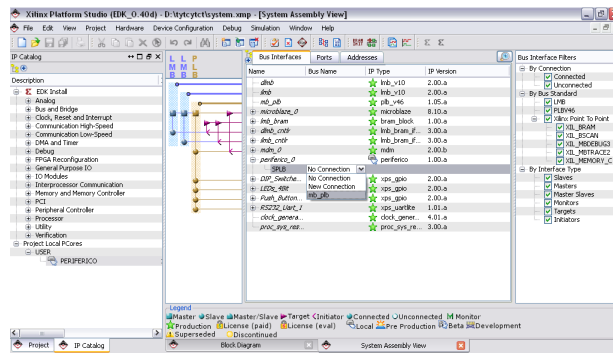 Xilinx Platform Studio (EDK_O.40d) - D:\tytcytct\system.xmp - [System Assembly View]
File Edit View Project Hardware Device Configuration Debug Simulation Window Help
IP Catalog
Description
EDK Install
Analog
Bus and Bridge
Clock, Reset and Interrupt
Communication High-Speed
Communication Low-Speed
DMA and Timer
Debug
FPGA Reconfiguration
General Purpose IO
IO Modules
Interprocessor Communication
Memory and Memory Controller
PCI
Peripheral Controller
Processor
Utility
Verification
Project Local PCores
USER
PERIFERICO
Project IP Catalog
L L P
M M L
B B B
Bus Interfaces Ports Addresses
Name Bus Name IP Type IP Version
dlmb lmb_v10 2.00.a
ilmb lmb_v10 2.00.a
mb_plb plb_v46 1.05.a
microblaze_0 microblaze 8.10.a
lmb_bram bram_block 1.00.a
dlmb_cntlr lmb_bram_if... 3.00.a
ilmb_cntlr lmb_bram_if... 3.00.a
mdm_0 mdm 2.00.b
periferico_0 periferico 1.00.a
SPLB No Connection
No Connection
New Connection
mb_plb
DIP_Switche... xps_gpio 2.00.a
LEDs_4Bit xps_gpio 2.00.a
Push_Button... xps_gpio 2.00.a
RS232_Uart_1 xps_uartlite 1.01.a
clock_genera... clock_gener... 4.01.a
proc_sys_res... proc_sys_re... 3.00.a
Legend
Master Slave Master/Slave Target Initiator Connected Unconnected M Monitor
Production License (paid) License (eval) Local Pre Production Beta Development
Superseded Discontinued
Block Diagram System Assembly View
Bus Interface Filters
By Connection
Connected
Unconnected
By Bus Standard
LMB
PLBV46
Xilinx Point To Point
XIL_BRAM
XIL_BSCAN
XIL_MBDEBUG3
XIL_MBTRACE2
XIL_MEMORY_C
By Interface Type
Slaves
Masters
Master Slaves
Monitors
Targets
Initiators